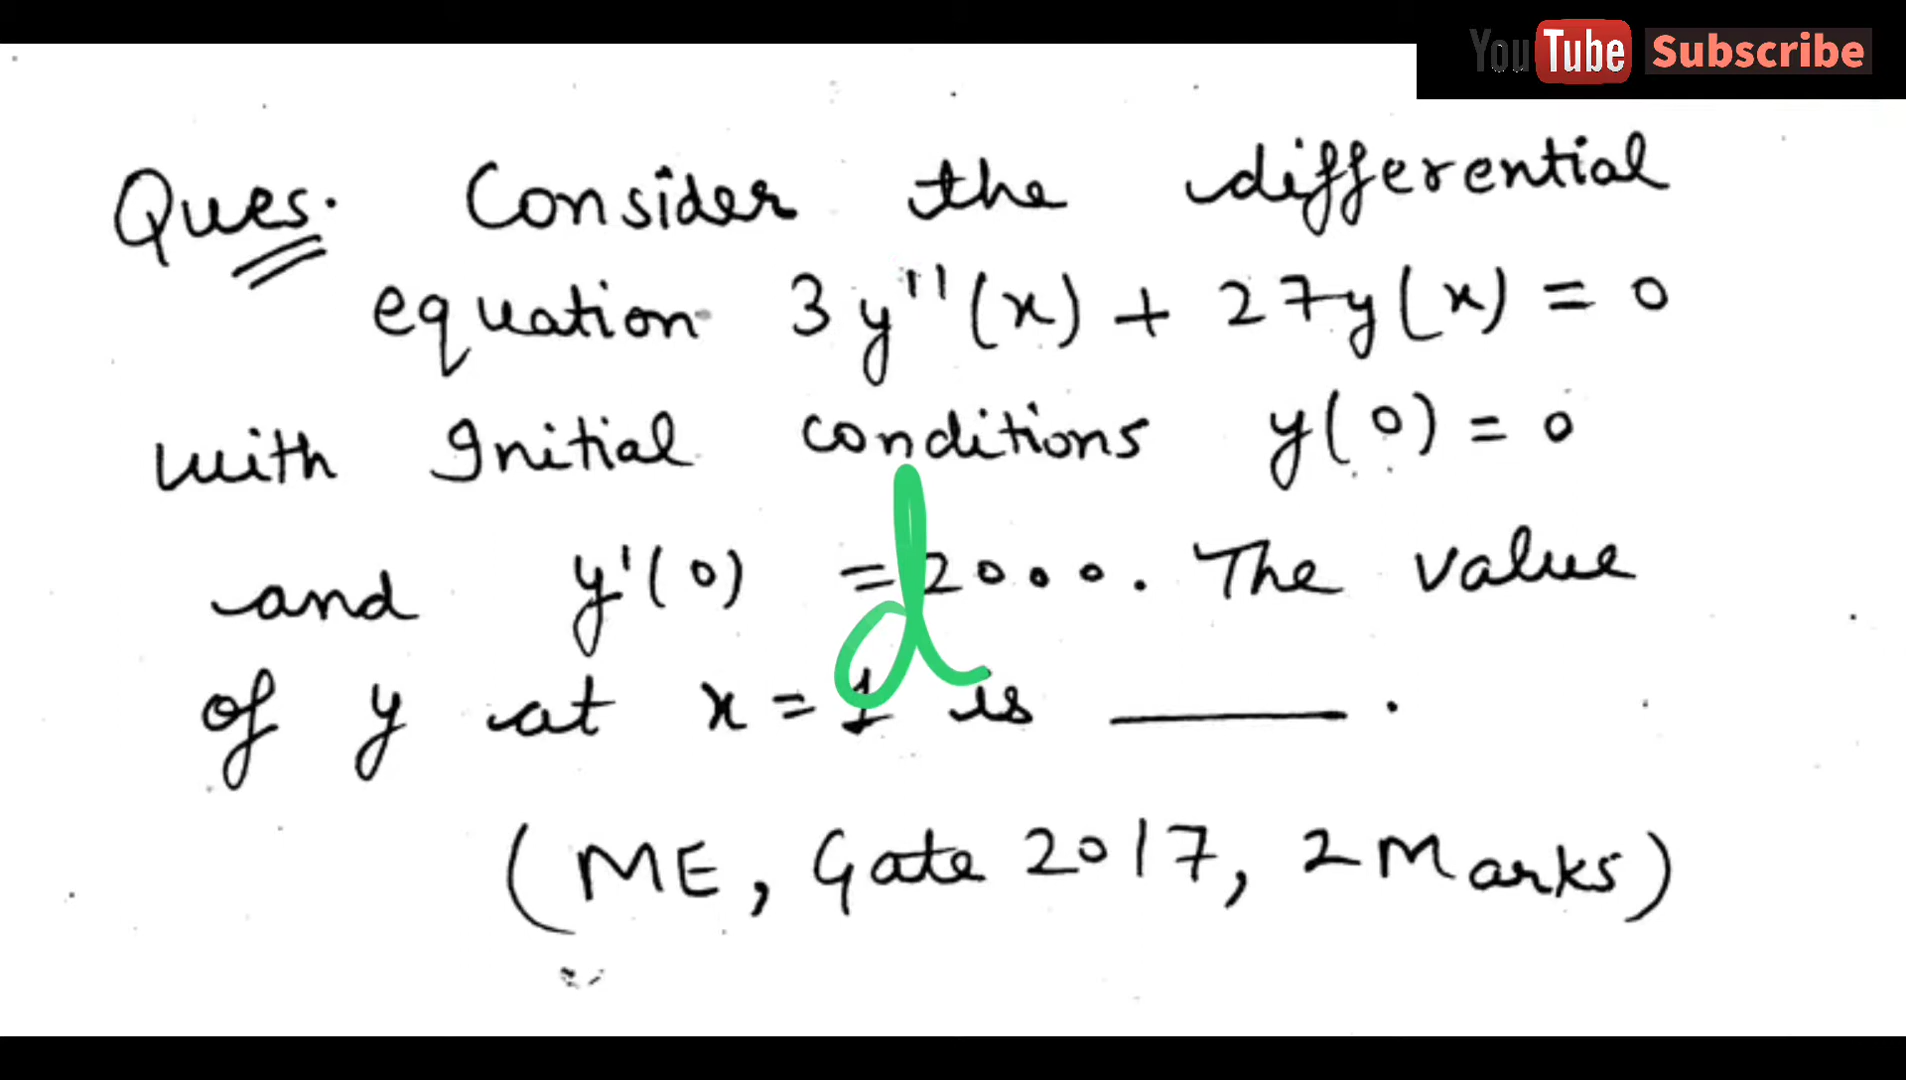 YouTube Subscribe
Ques. Consider the differential
equation 3y''(x) + 27y(x) = 0
with Initial conditions y(0) = 0
and y'(0) = 2000. The value
d
of y at x = 1 is ______.
(ME, Gate 2017, 2 Marks)